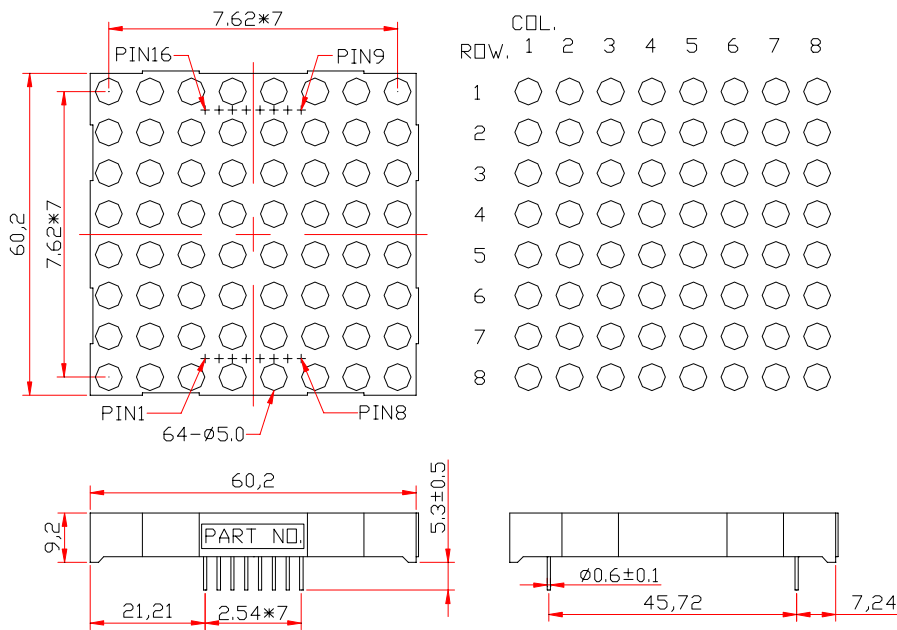 7.62*7
PIN16
PIN9
60,2
7.62*7
PIN1
PIN8
64-ø5.0
COL.
ROW. 1 2 3 4 5 6 7 8
1
2
3
4
5
6
7
8
60,2
5.3±0.5
9,2
PART NO.
21,21
2.54*7
ø0.6±0.1
45,72
7,24